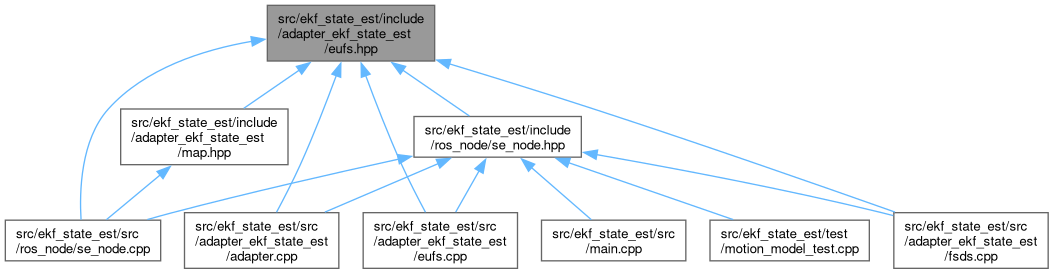 src/ekf_state_est/include
/adapter_ekf_state_est
/eufs.hpp
src/ekf_state_est/include
/adapter_ekf_state_est
/map.hpp
src/ekf_state_est/include
/ros_node/se_node.hpp
src/ekf_state_est/src
/ros_node/se_node.cpp
src/ekf_state_est/src
/adapter_ekf_state_est
/adapter.cpp
src/ekf_state_est/src
/adapter_ekf_state_est
/eufs.cpp
src/ekf_state_est/src
/main.cpp
src/ekf_state_est/test
/motion_model_test.cpp
src/ekf_state_est/src
/adapter_ekf_state_est
/fsds.cpp